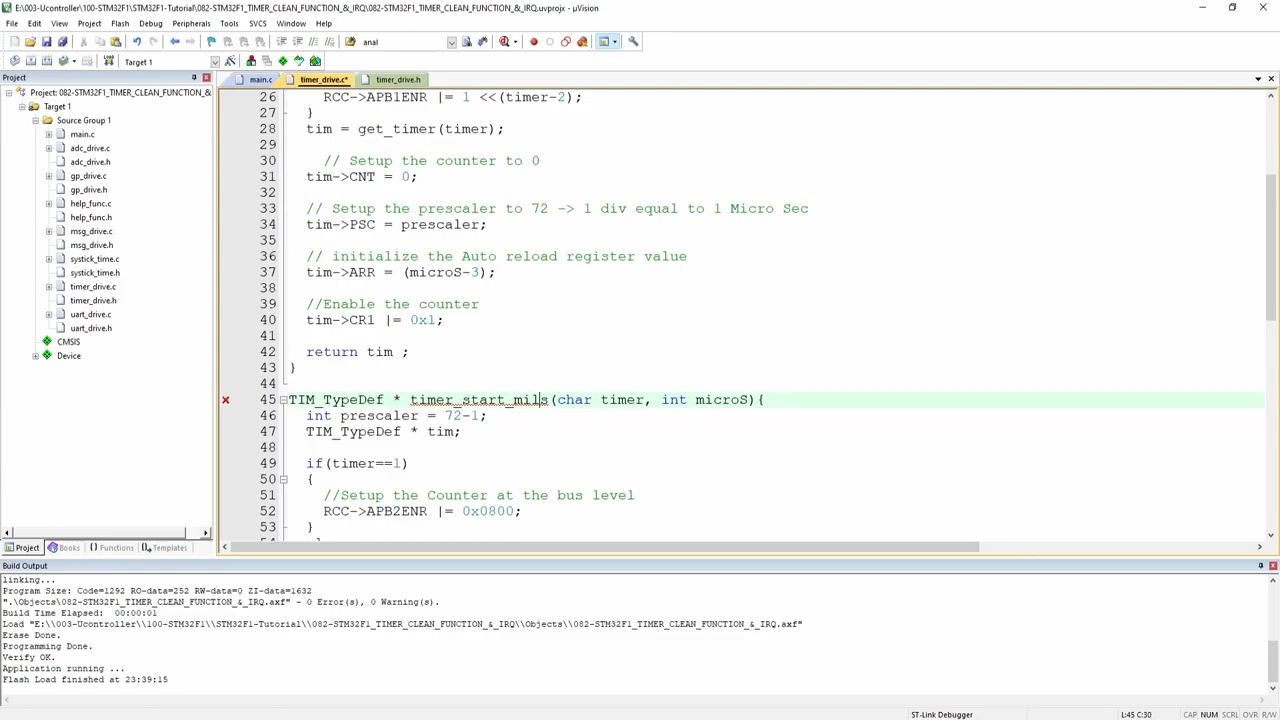 E:\003-Ucontroller\100-STM32F1\STM32F1-Tutorial\082-STM32F1_TIMER_CLEAN_FUNCTION_&_IRQ\082-STM32F1_TIMER_CLEAN_FUNCTION_&_IRQ.uvprojx - µVision
File Edit View Project Flash Debug Peripherals Tools SVCS Window Help
anal
Target 1
Project
main.c timer_drive.c* timer_drive.h
Project: 082-STM32F1_TIMER_CLEAN_FUNCTION_&
Target 1
Source Group 1
main.c
adc_drive.c
adc_drive.h
gp_drive.c
gp_drive.h
help_func.c
help_func.h
msg_drive.c
msg_drive.h
systick_time.c
systick_time.h
timer_drive.c
timer_drive.h
uart_drive.c
uart_drive.h
CMSIS
Device
26 RCC->APB1ENR |= 1 <<(timer-2);
27 }
28 tim = get_timer(timer);
29
30 // Setup the counter to 0
31 tim->CNT = 0;
32
33 // Setup the prescaler to 72 -> 1 div equal to 1 Micro Sec
34 tim->PSC = prescaler;
35
36 // initialize the Auto reload register value
37 tim->ARR = (microS-3);
38
39 //Enable the counter
40 tim->CR1 |= 0x1;
41
42 return tim ;
43 }
44
45 TIM_TypeDef * timer_start_mils(char timer, int microS){
46 int prescaler = 72-1;
47 TIM_TypeDef * tim;
48
49 if(timer==1)
50 {
51 //Setup the Counter at the bus level
52 RCC->APB2ENR |= 0x0800;
53 }
Project Books {} Functions Templates
Build Output
linking...
Program Size: Code=1292 RO-data=252 RW-data=0 ZI-data=1632
".\Objects\082-STM32F1_TIMER_CLEAN_FUNCTION_&_IRQ.axf" - 0 Error(s), 0 Warning(s).
Build Time Elapsed: 00:00:01
Load "E:\\003-Ucontroller\\100-STM32F1\\STM32F1-Tutorial\\082-STM32F1_TIMER_CLEAN_FUNCTION_&_IRQ\\Objects\\082-STM32F1_TIMER_CLEAN_FUNCTION_&_IRQ.axf"
Erase Done.
Programming Done.
Verify OK.
Application running ...
Flash Load finished at 23:39:15
ST-Link Debugger L:45 C:30 CAP NUM SCRL OVR R/W